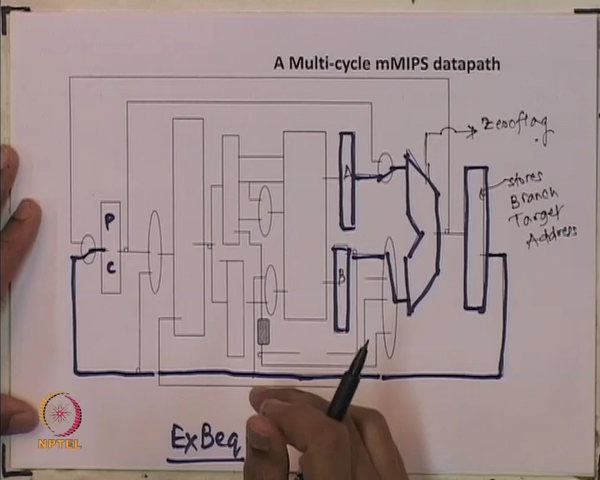 A Multi-cycle mMIPS datapath
Zeroflag
stores
Branch
Target
Address
P
C
A
B
ExBeq
NPTEL